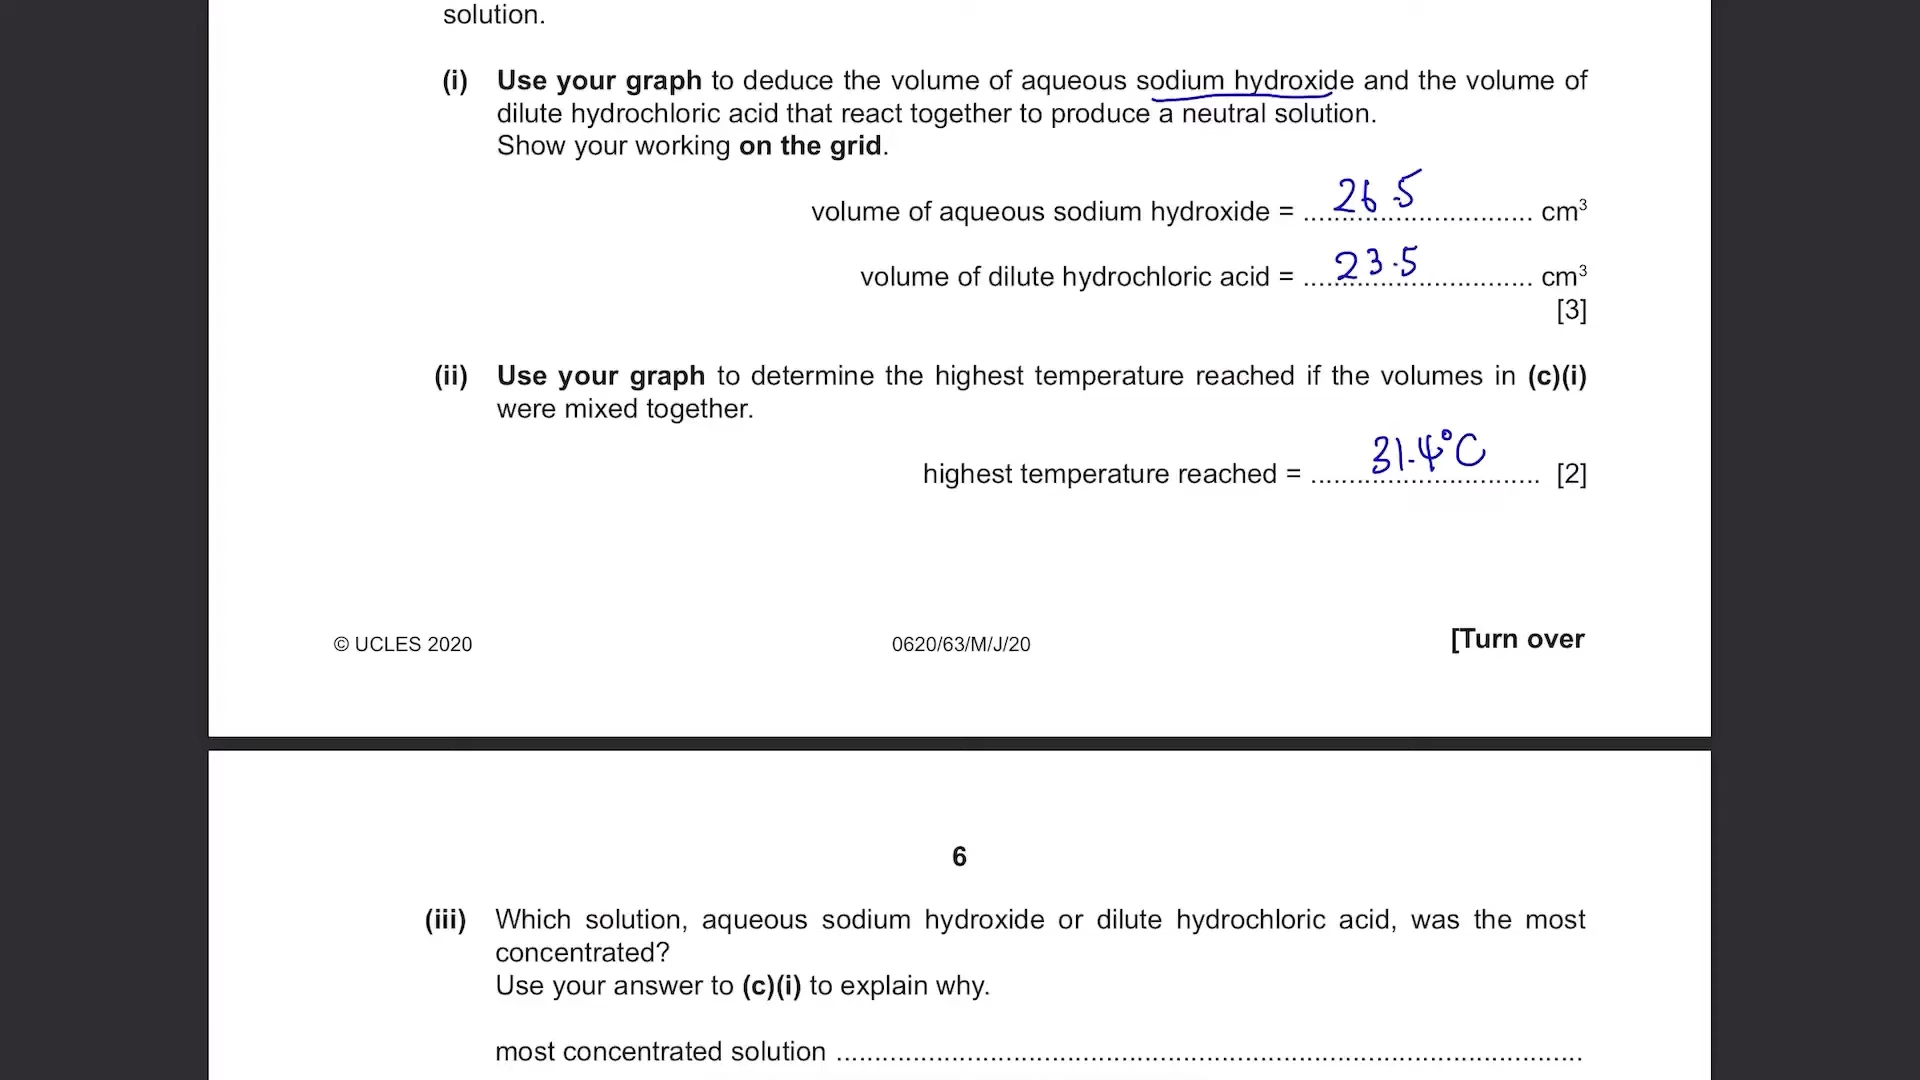 solution.
(i) Use your graph to deduce the volume of aqueous sodium hydroxide and the volume of
dilute hydrochloric acid that react together to produce a neutral solution.
Show your working on the grid.
volume of aqueous sodium hydroxide = 26.5 cm³
volume of dilute hydrochloric acid = 23.5 cm³
[3]
(ii) Use your graph to determine the highest temperature reached if the volumes in (c)(i)
were mixed together.
highest temperature reached = 31.4°C [2]
© UCLES 2020 0620/63/M/J/20 [Turn over
6
(iii) Which solution, aqueous sodium hydroxide or dilute hydrochloric acid, was the most
concentrated?
Use your answer to (c)(i) to explain why.
most concentrated solution ................................................................